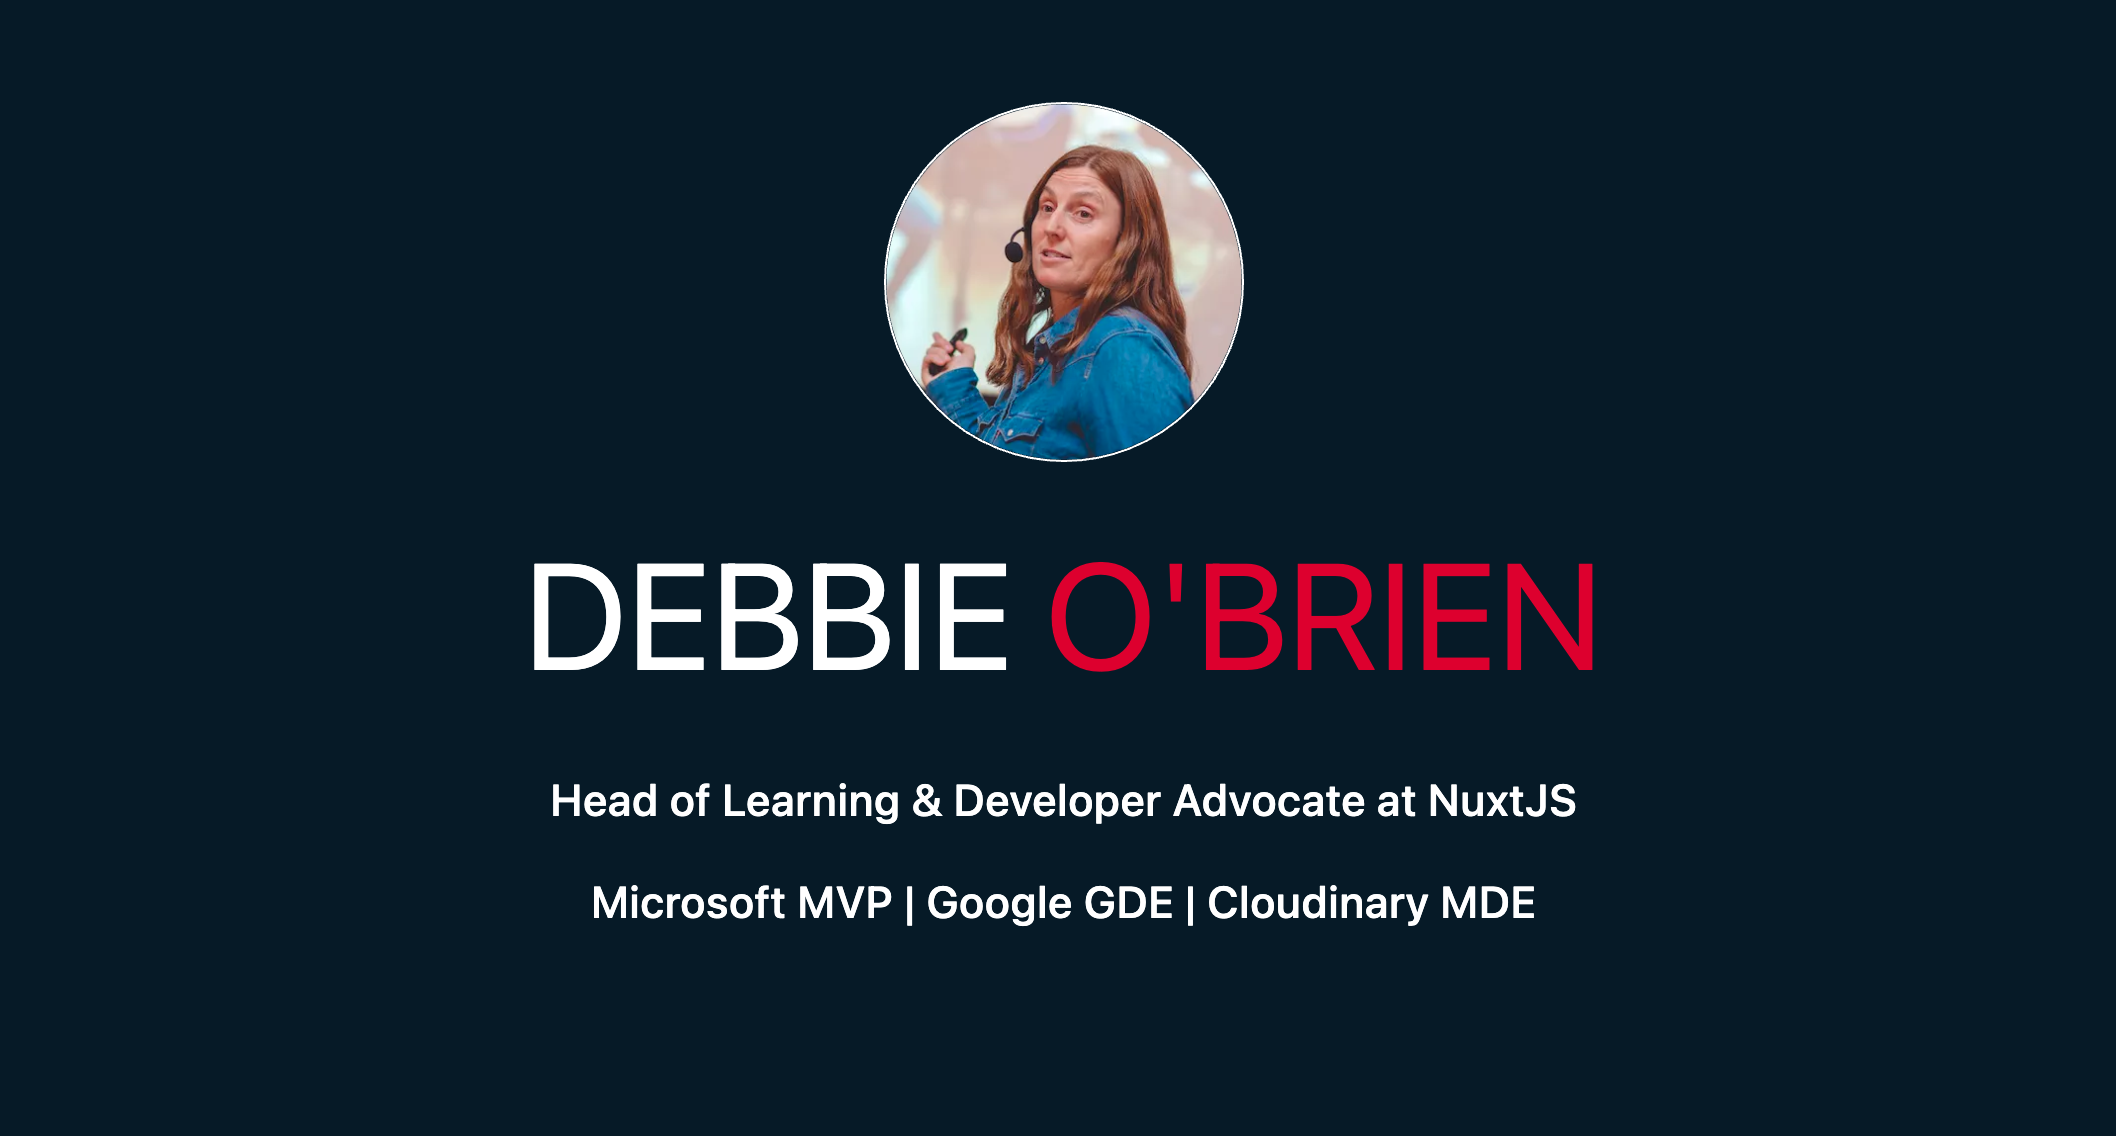 DEBBIE O'BRIEN
Head of Learning & Developer Advocate at NuxtJS
Microsoft MVP | Google GDE | Cloudinary MDE